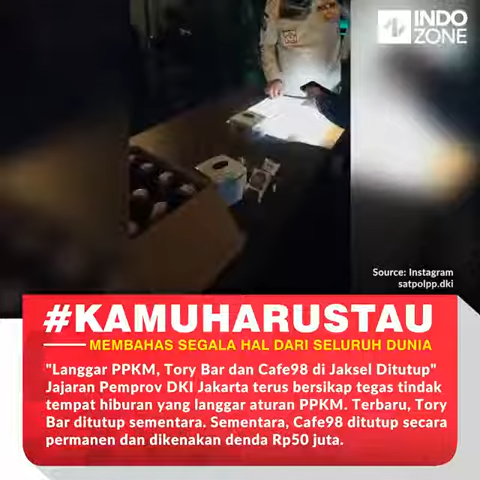 INDO
ZONE
Source: Instagram
satpolpp.dki
#KAMUHARUSTAU
MEMBAHAS SEGALA HAL DARI SELURUH DUNIA
"Langgar PPKM, Tory Bar dan Cafe98 di Jaksel Ditutup"
Jajaran Pemprov DKI Jakarta terus bersikap tegas tindak
tempat hiburan yang langgar aturan PPKM. Terbaru, Tory
Bar ditutup sementara. Sementara, Cafe98 ditutup secara
permanen dan dikenakan denda Rp50 juta.